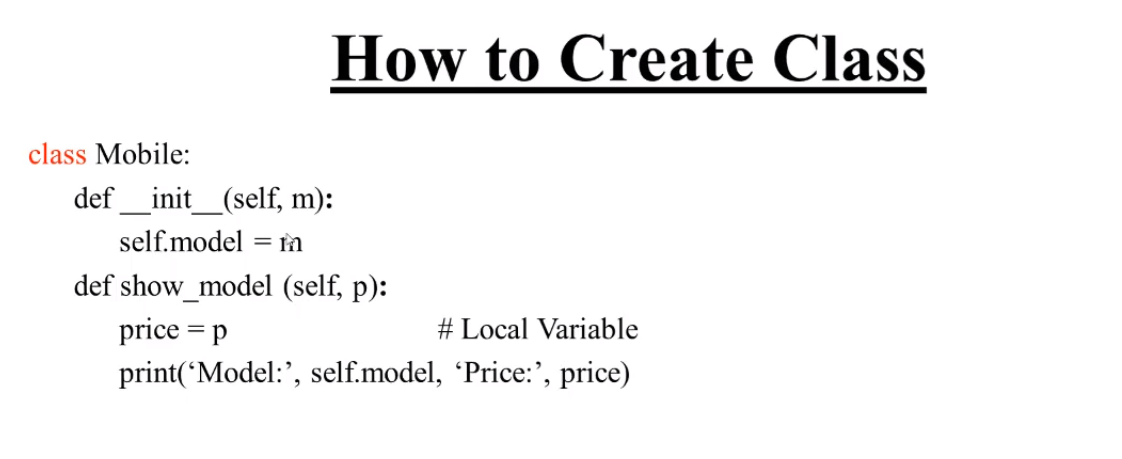 How to Create Class
class Mobile:
def __init__(self, m):
self.model = m
def show_model (self, p):
price = p # Local Variable
print(‘Model:’, self.model, ‘Price:’, price)